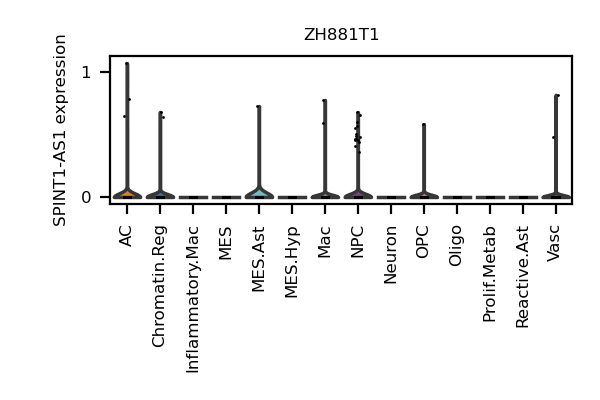 ZH881T1
SPINT1-AS1 expression
1
0
AC
Chromatin.Reg
Inflammatory.Mac
MES
MES.Ast
MES.Hyp
Mac
NPC
Neuron
OPC
Oligo
Prolif.Metab
Reactive.Ast
Vasc